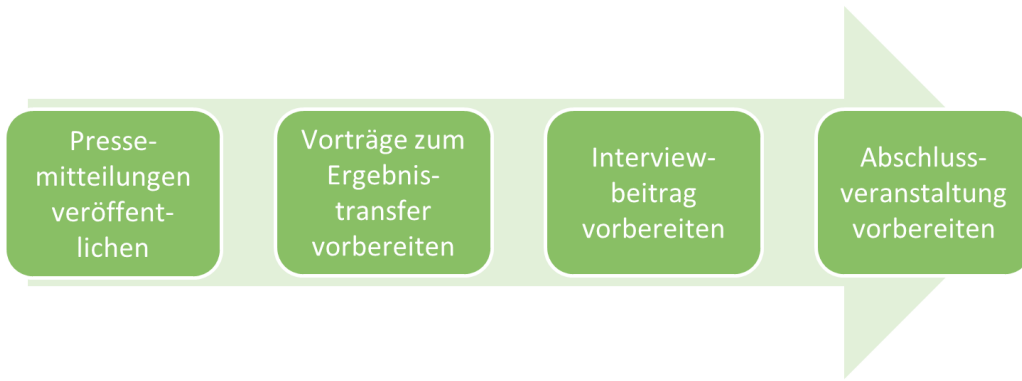 Presse-
mitteilungen
veröffent-
lichen
Vorträge zum
Ergebnis-
transfer
vorbereiten
Interview-
beitrag
vorbereiten
Abschluss-
veranstaltung
vorbereiten